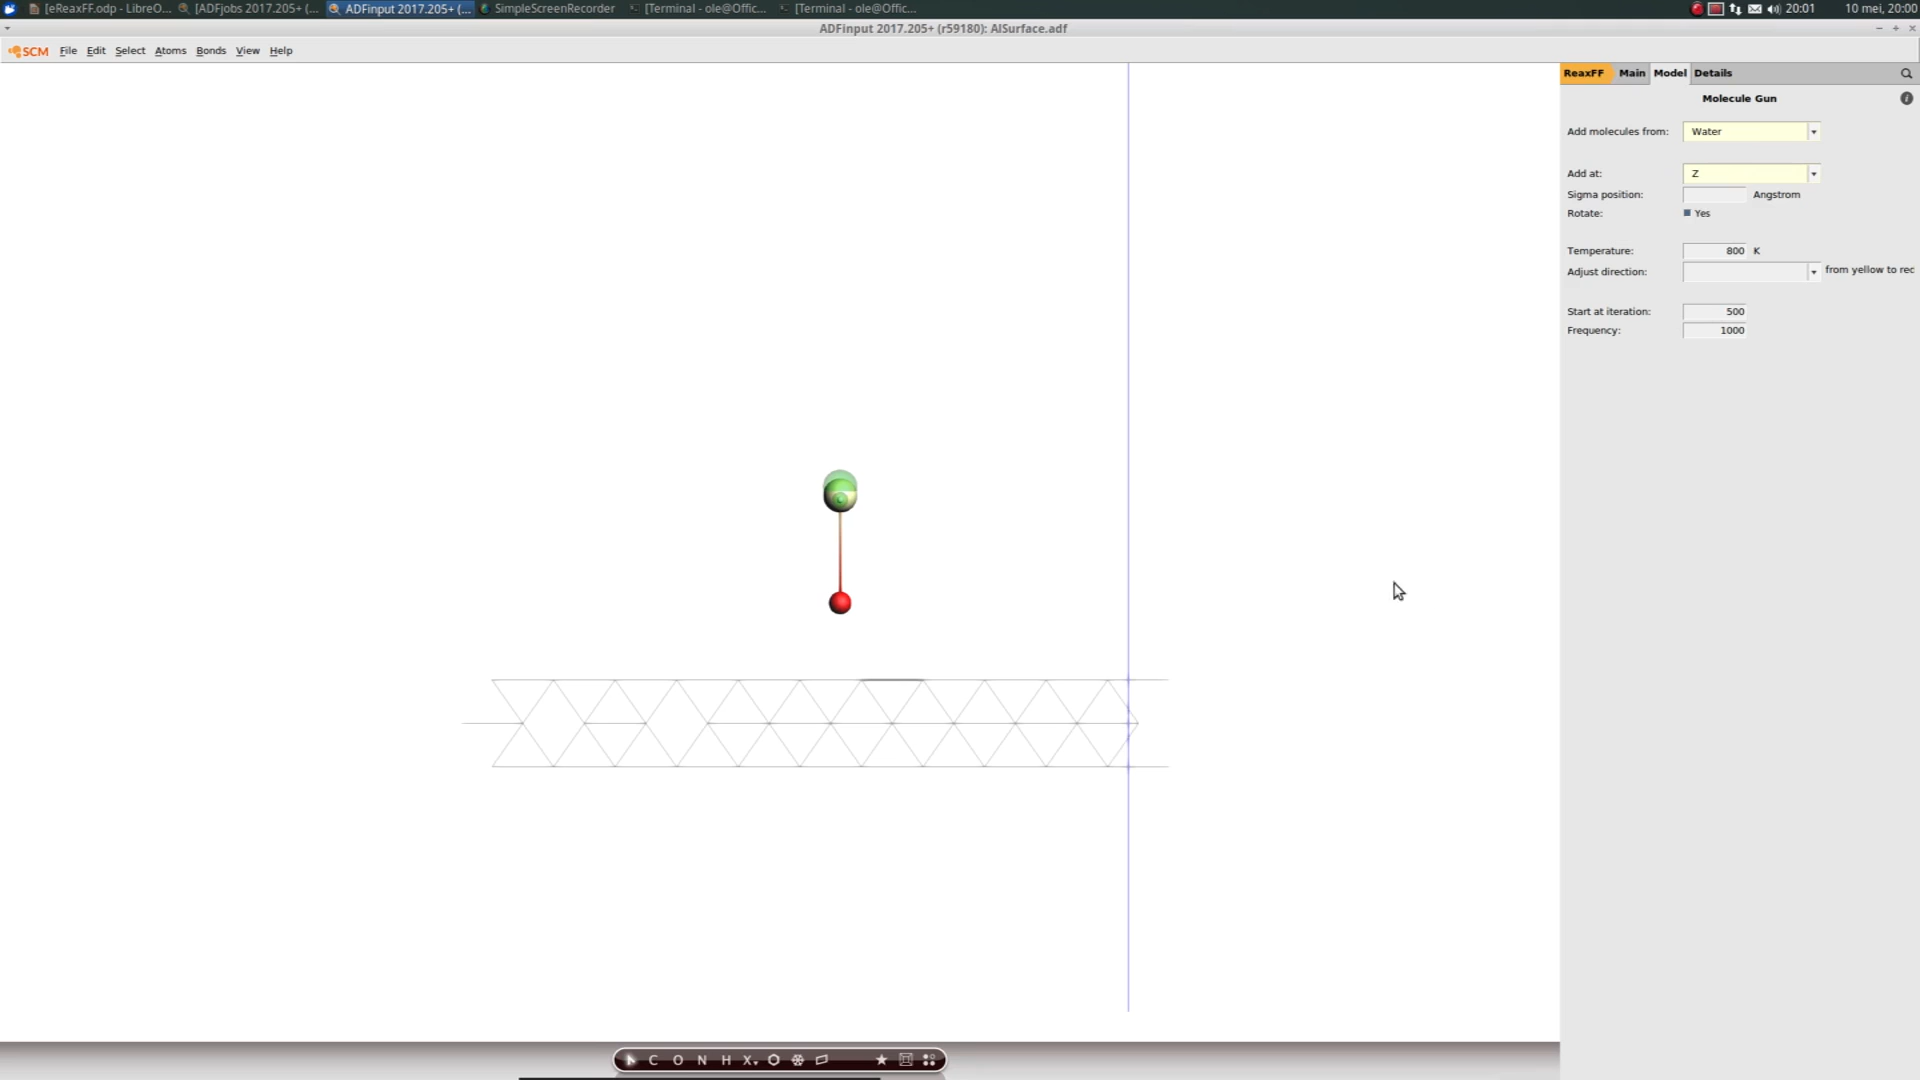 [eReaxFF.odp - LibreO... [ADFjobs 2017.205+ (... ADFinput 2017.205+ (... SimpleScreenRecorder [Terminal - ole@Offic... [Terminal - ole@Offic... 20:01 10 mei, 20:00
ADFinput 2017.205+ (r59180): AlSurface.adf
SCM File Edit Select Atoms Bonds View Help
ReaxFF Main Model Details
Molecule Gun
Add molecules from: Water
Add at: Z
Sigma position: Angstrom
Rotate: Yes
Temperature: 800 K
Adjust direction: from yellow to rec
Start at iteration: 500
Frequency: 1000
C O N H X